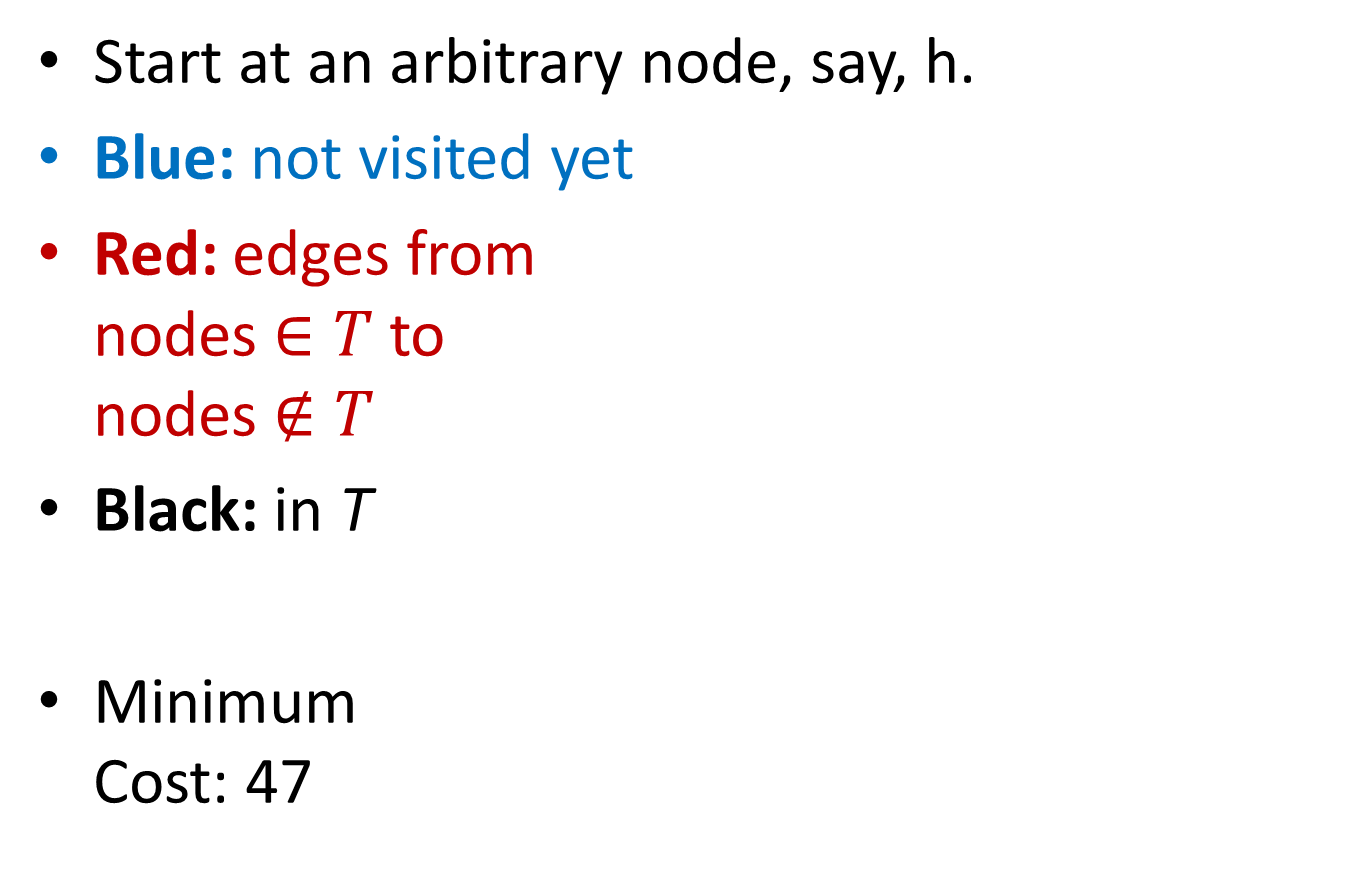 • Start at an arbitrary node, say, h.
• Blue: not visited yet
• Red: edges from
nodes ∈ T to
nodes ∉ T
• Black: in T
• Minimum
Cost: 47